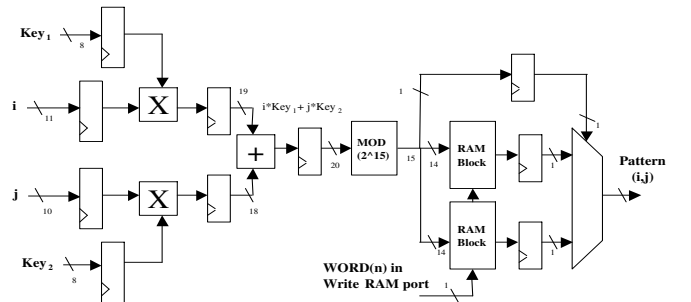 Key1
8
i
11
X
19
i*Key1+ j*Key2
+
20
MOD
(2^15)
15
1
14
RAM
Block
1
1
Pattern
(i,j)
j
10
X
18
Key2
8
14
RAM
Block
1
WORD(n) in
Write RAM port
1